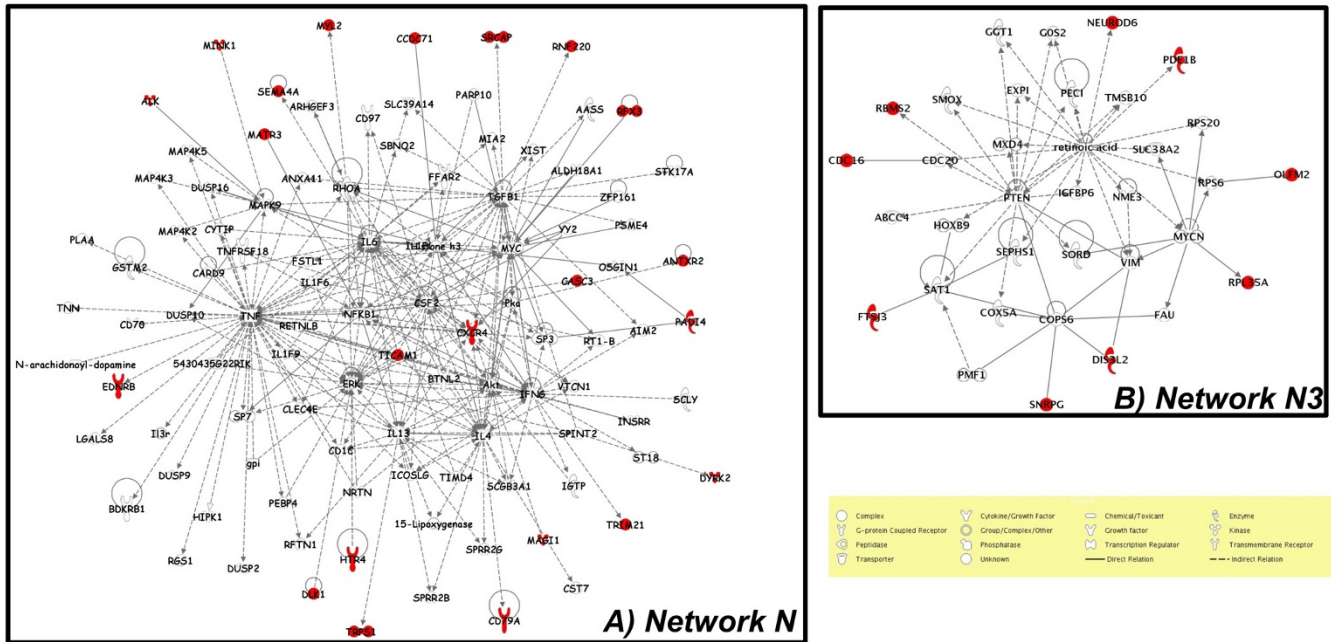 MYL2
CCDC71
SRCAP
RNF220
MINK1
SEMA4A
ARHGEF3
SLC39A14
PARP10
AASS
ALK
CD97
RFX3
MATR3
SBNO2
MIA2
XIST
MAP4K5
ALDH18A1
STK17A
MAP4K3
ANXA11
RHOA
FFAR2
DUSP16
TGFB1
ZFP161
MAPK9
CYTIP
YY2
PSME4
MAP4K2
IL6
MYC
PLAA
TNFRSF18
OSGIN1
ANTXR2
GSTM2
CARD9
FSTL1
CASC3
IL1F6
CSF2
Pka
PADI4
TNN
DUSP10
TNF
NFKB1
CD70
RETNLB
CXCR4
SP3
RT1-B
AIM2
N-arachidonoyl-dopamine
5430435G22RIK
IL1F9
TICAM1
EDNRB
ERK
BTNL2
Akt
IFNG
VTCN1
SP7
CLEC4E
SCLY
LGALS8
Il3r
IL13
IL4
SPINT2
INSRR
gpi
CD1C
ST18
DUSP9
ICOSLG
TIMD4
SCGB3A1
IGTP
DYRK2
BDKRB1
PEBP4
NRTN
HIPK1
15-Lipoxygenase
TRIM21
RGS1
RFTN1
HTR4
SPRR2G
MAGI1
DUSP2
CST7
DLK1
SPRR2B
CD79A
TRPS1
A) Network N
NEUROD6
GGT1
G0S2
PDE1B
EXPI
PECI
SMOX
TMSB10
RBMS2
RPS20
MXD4
retinoic acid
SLC38A2
CDC16
CDC20
OLFM2
PTEN
IGFBP6
NME3
RPS6
ABCC4
HOXB9
MYCN
SEPHS1
SORD
VIM
RPL35A
SAT1
FTSJ3
COX5A
COPS6
FAU
DIS3L2
PMF1
SNRPG
B) Network N3
Complex
Cytokine/Growth Factor
Chemical/Toxicant
Enzyme
G-protein Coupled Receptor
Group/Complex/Other
Growth factor
Kinase
Peptidase
Phosphatase
Transcription Regulator
Transmembrane Receptor
Transporter
Unknown
Direct Relation
Indirect Relation